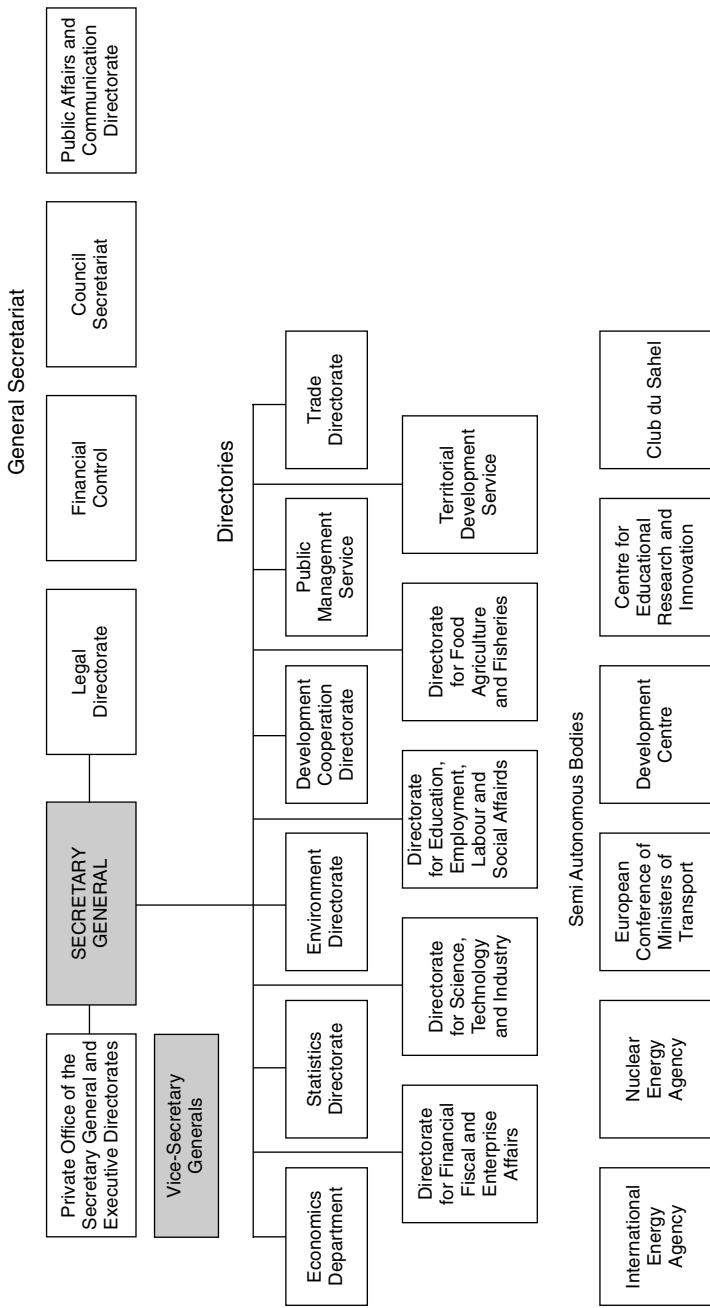 General Secretariat
Private Office of the
Secretary General and
Executive Directorates
SECRETARY
GENERAL
Legal
Directorate
Financial
Control
Council
Secretariat
Public Affairs and
Communication
Directorate
Vice-Secretary
Generals
Directories
Economics
Department
Statistics
Directorate
Environment
Directorate
Development
Cooperation
Directorate
Public
Management
Service
Trade
Directorate
Directorate
for Financial
Fiscal and
Enterprise
Affairs
Directorate
for Science,
Technology
and Industry
Directorate
for Education,
Employment,
Labour and
Social Affairds
Directorate
for Food
Agriculture
and Fisheries
Territorial
Development
Service
Semi Autonomous Bodies
International
Energy
Agency
Nuclear
Energy
Agency
European
Conference of
Ministers of
Transport
Development
Centre
Centre for
Educational
Research and
Innovation
Club du Sahel